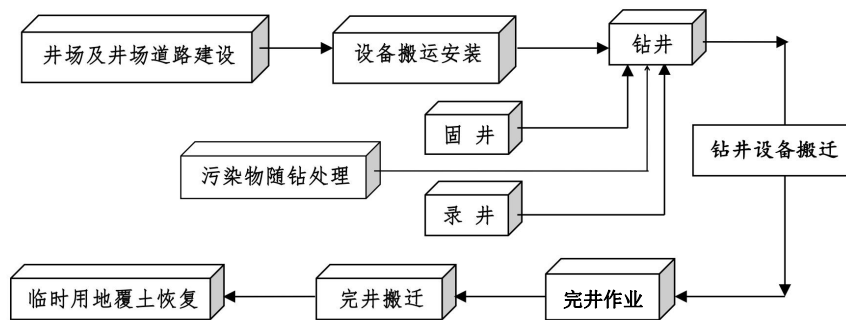 井场及井场道路建设
设备搬运安装
钻井
固 井
钻井设备搬迁
污染物随钻处理
录 井
临时用地覆土恢复
完井搬迁
完井作业